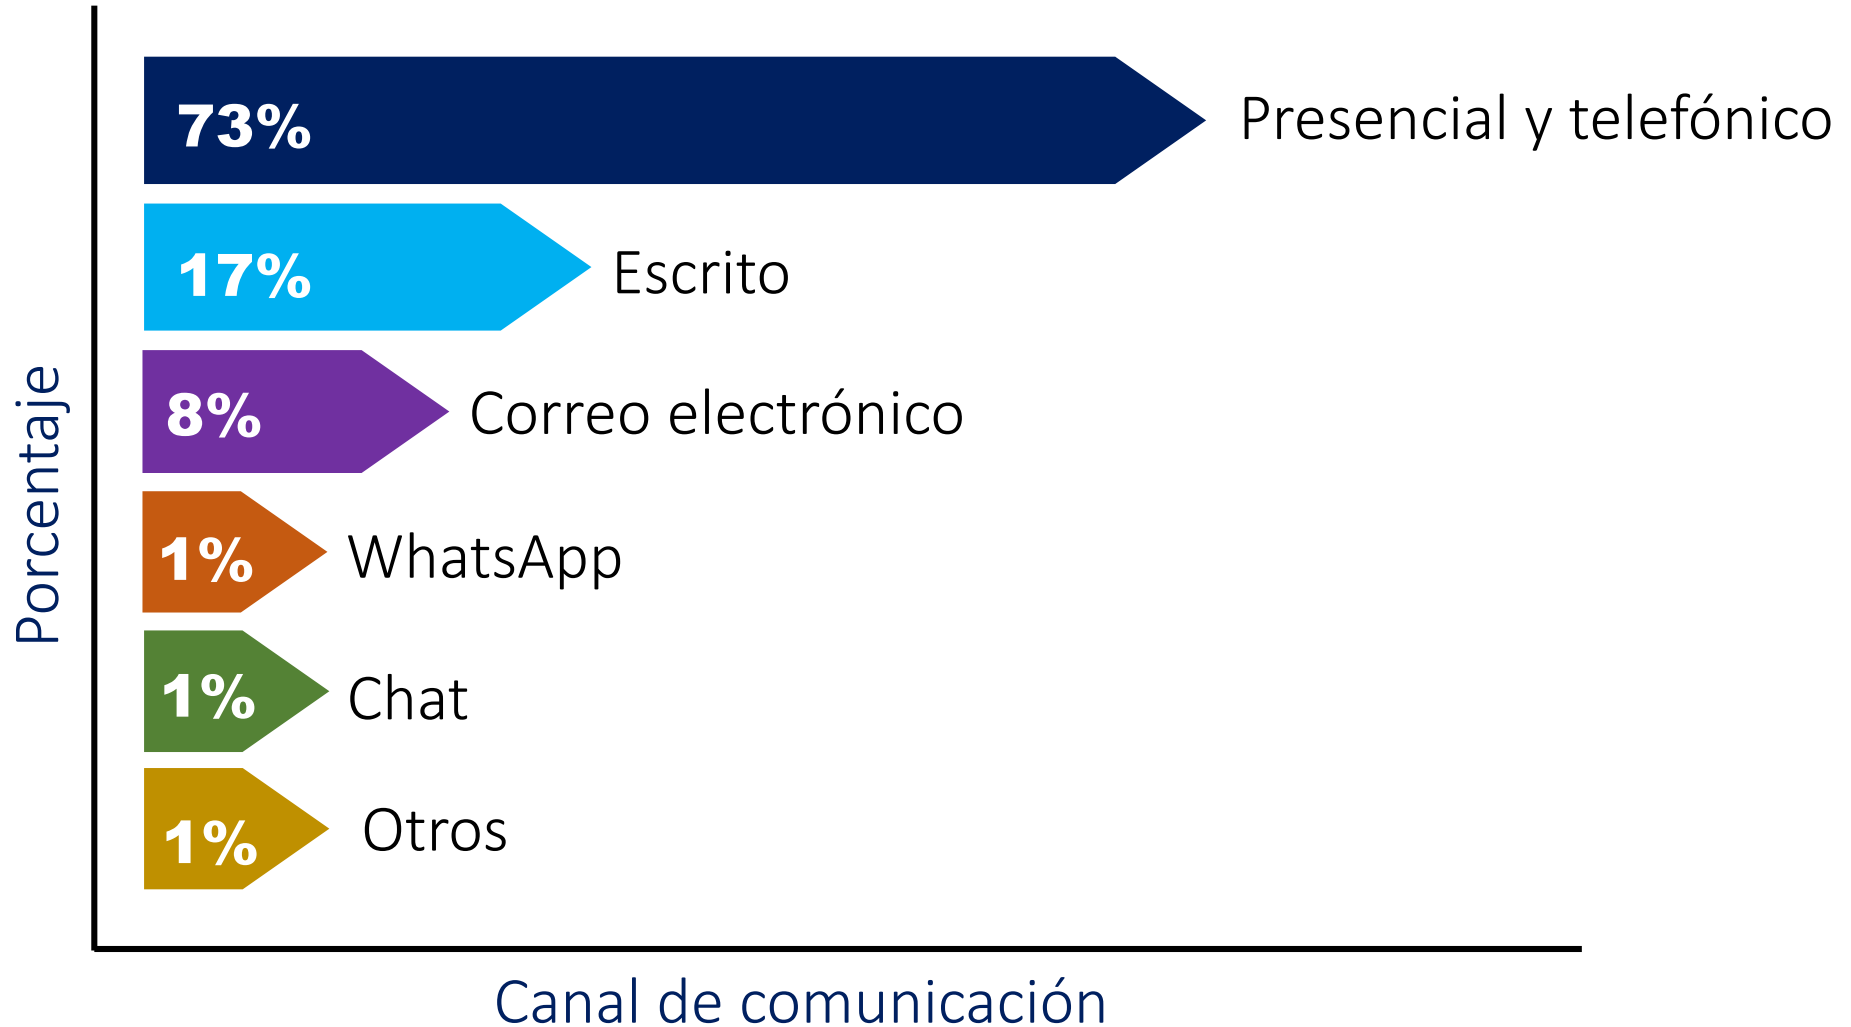 73%
Presencial y telefónico
17%
Escrito
8%
Correo electrónico
1%
WhatsApp
1%
Chat
1%
Otros
Porcentaje
Canal de comunicación